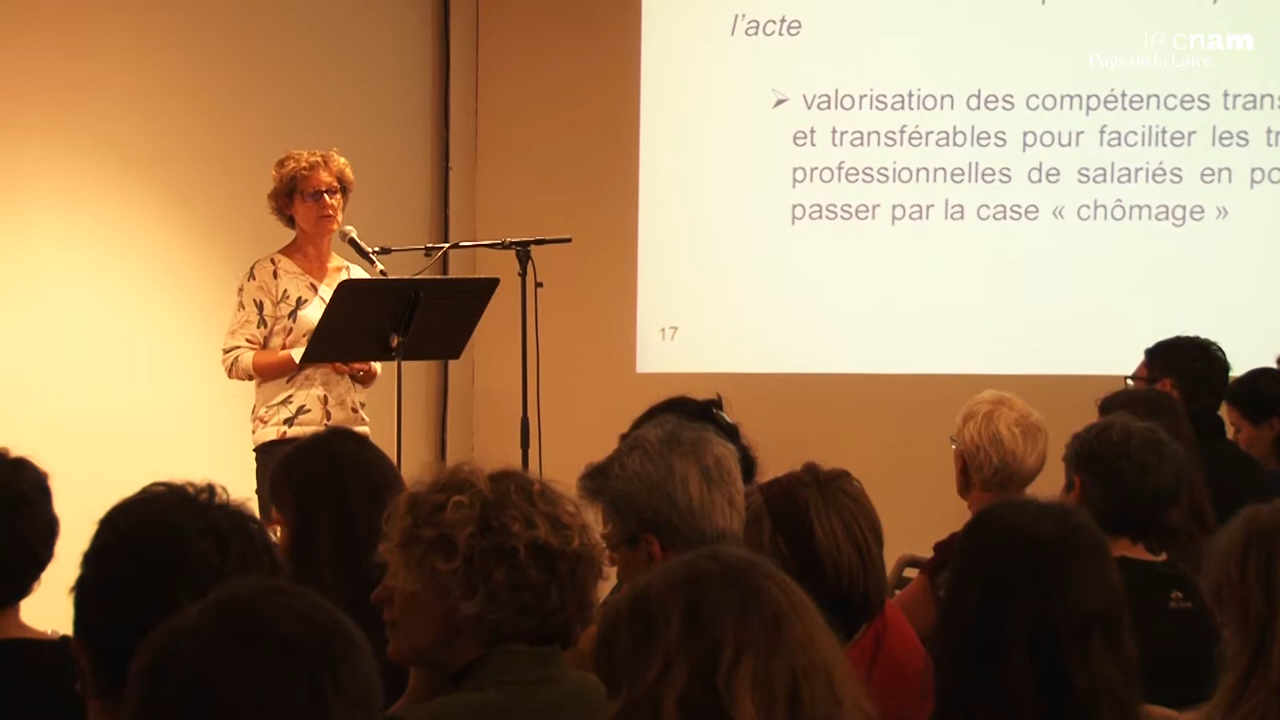 l'acte
le cnam
Pays de la Loire
➢ valorisation des compétences trans
et transférables pour faciliter les tr
professionnelles de salariés en po
passer par la case « chômage »
17